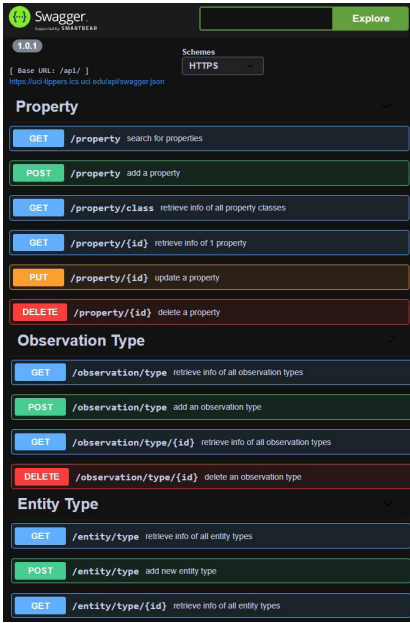 Swagger.
Supported by SMARTBEAR
Explore
1.0.1
Schemes
HTTPS
[ Base URL: /api/ ]
https://uci-tippers.ics.uci.edu/api/swagger.json
Property
GET /property search for properties
POST /property add a property
GET /property/class retrieve info of all property classes
GET /property/{id} retrieve info of 1 property
PUT /property/{id} update a property
DELETE /property/{id} delete a property
Observation Type
GET /observation/type retrieve info of all observation types
POST /observation/type add an observation type
GET /observation/type/{id} retrieve info of all observation types
DELETE /observation/type/{id} delete an observation type
Entity Type
GET /entity/type retrieve info of all entity types
POST /entity/type add new entity type
GET /entity/type/{id} retrieve info of all entity types